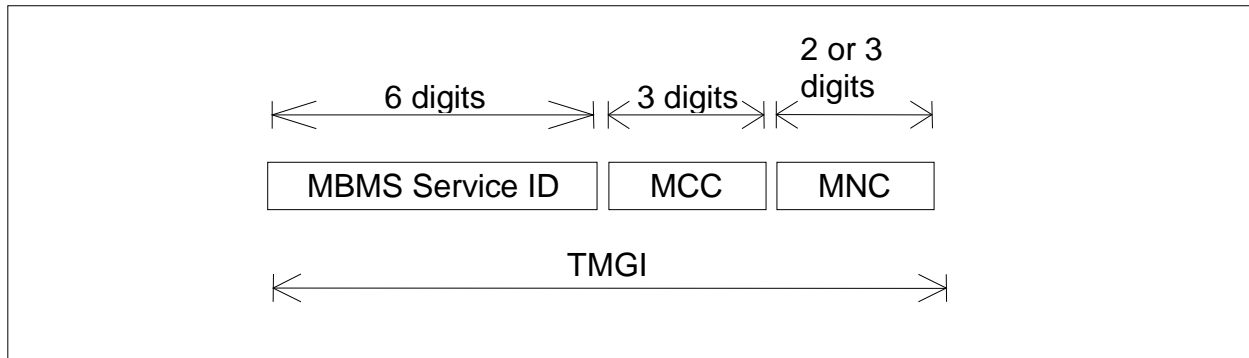 2 or 3
digits
6 digits
3 digits
MBMS Service ID
MCC
MNC
TMGI